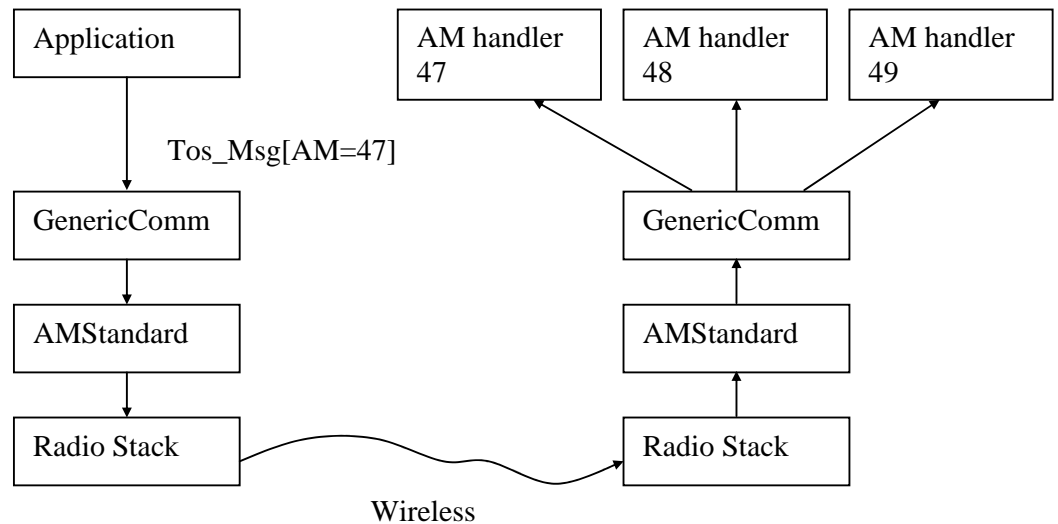 Application
AM handler
47
AM handler
48
AM handler
49
Tos_Msg[AM=47]
GenericComm
GenericComm
AMStandard
AMStandard
Radio Stack
Radio Stack
Wireless